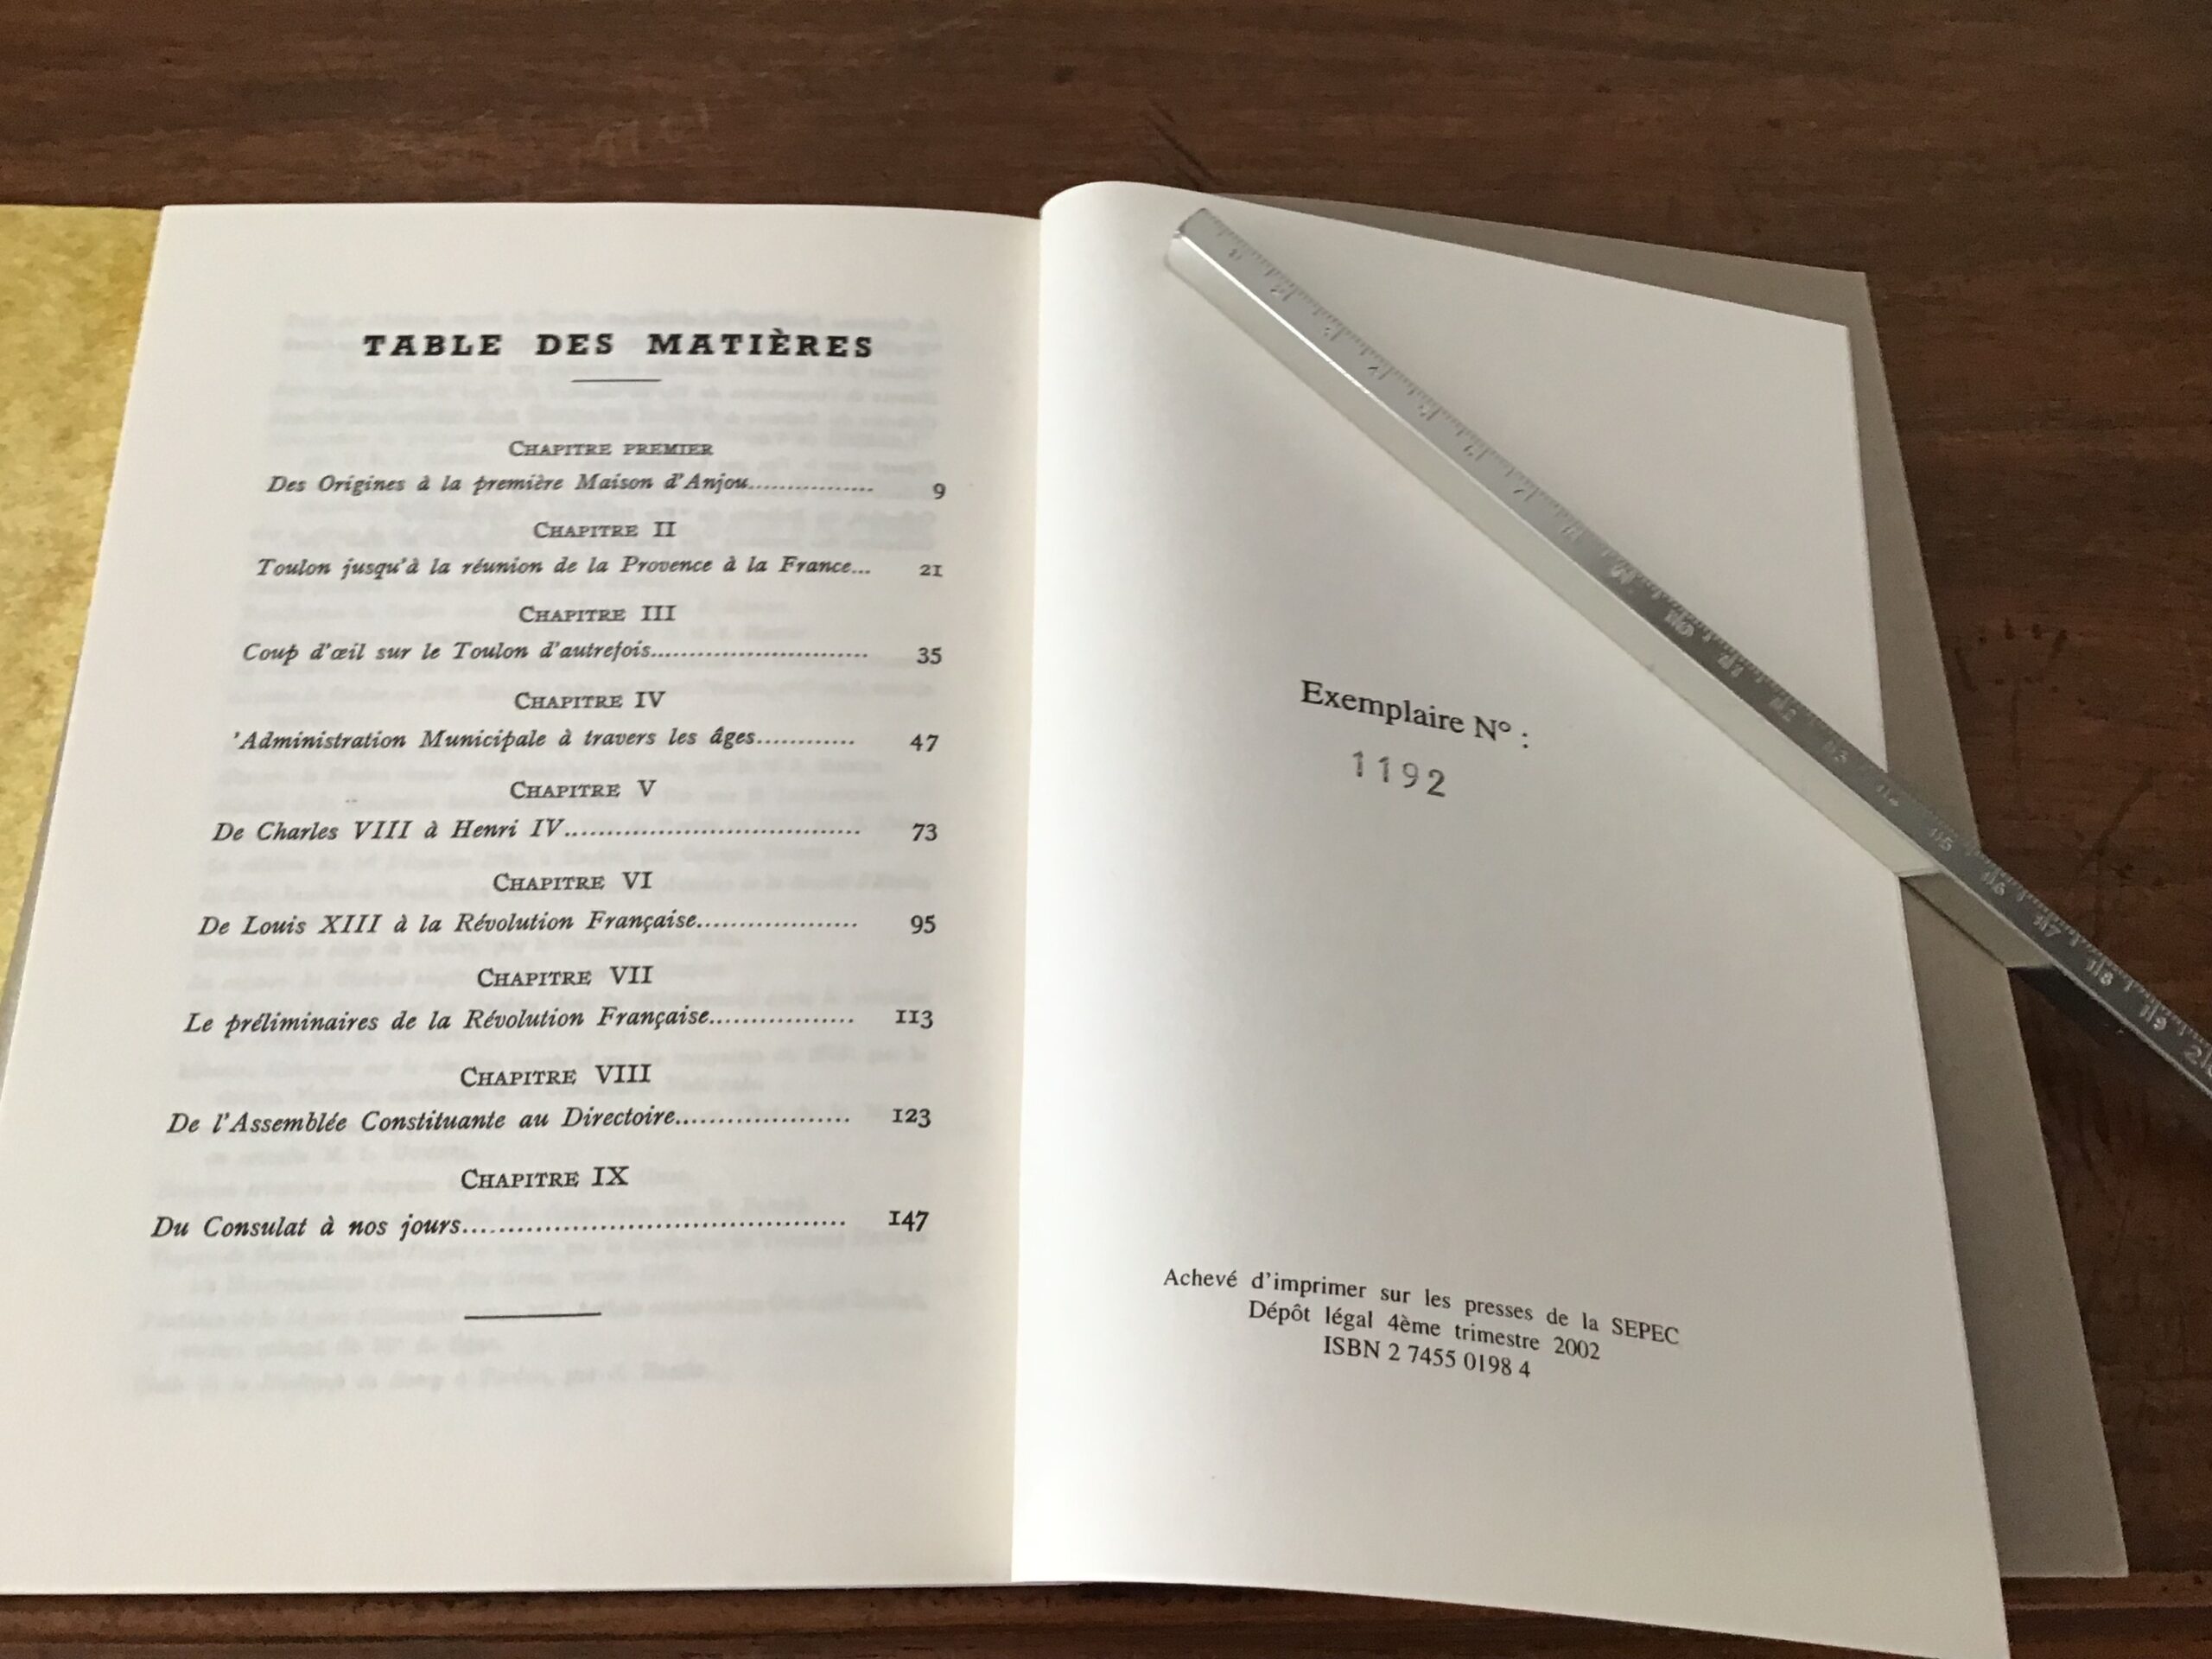 TABLE DES MATIÈRES
CHAPITRE PREMIER
Des Origines à la première Maison d'Anjou................ 9
CHAPITRE II
Toulon jusqu'à la réunion de la Provence à la France... 21
CHAPITRE III
Coup d'œil sur le Toulon d'autrefois............................ 35
CHAPITRE IV
'Administration Municipale à travers les âges............ 47
CHAPITRE V
De Charles VIII à Henri IV.................................... 73
CHAPITRE VI
De Louis XIII à la Révolution Française................... 95
CHAPITRE VII
Le préliminaires de la Révolution Française................. 113
CHAPITRE VIII
De l'Assemblée Constituante au Directoire.................... 123
CHAPITRE IX
Du Consulat à nos jours.......................................... 147
Exemplaire N° :
1192
Achevé d'imprimer sur les presses de la SEPEC
Dépôt légal 4ème trimestre 2002
ISBN 2 7455 0198 4